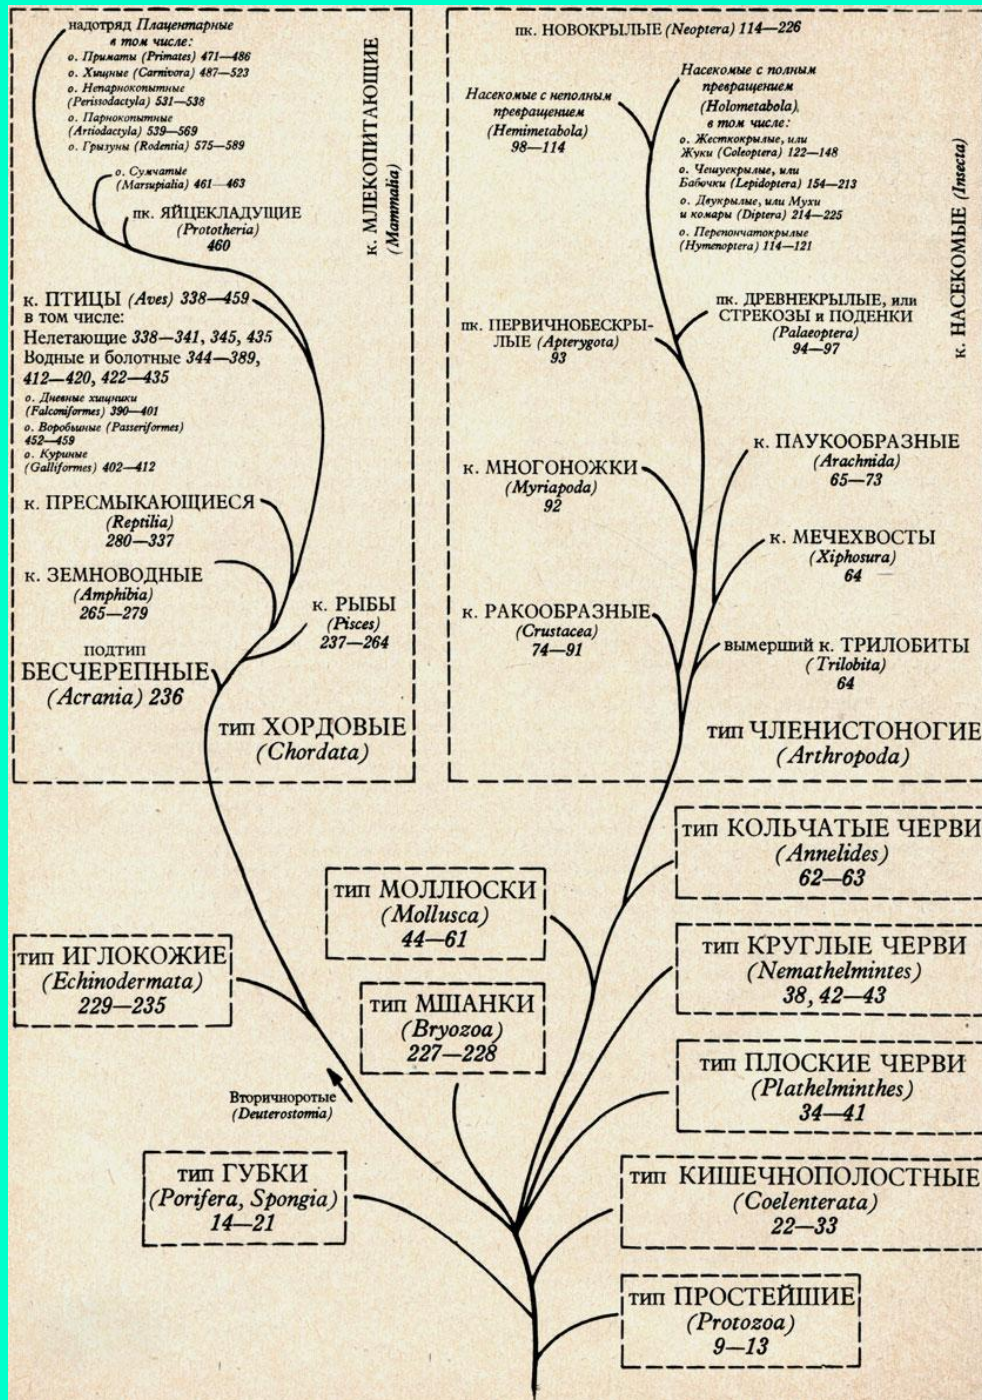 надотряд Плацентарные
в том числе:
о. Приматы (Primates) 471—486
о. Хищные (Carnivora) 487—523
о. Непарнокопытные
(Perissodactyla) 531—538
о. Парнокопытные
(Artiodactyla) 539—569
о. Грызуны (Rodentia) 575—589
о. Сумчатые
(Marsupialia) 461—463
пк. ЯЙЦЕКЛАДУЩИЕ
(Prototheria)
460
к. МЛЕКОПИТАЮЩИЕ
(Mammalia)
к. ПТИЦЫ (Aves) 338—459
в том числе:
Нелетающие 338—341, 345, 435
Водные и болотные 344—389,
412—420, 422—435
о. Дневные хищники
(Falconiformes) 390—401
о. Воробьиные (Passeriformes)
452—459
о. Куриные
(Galliformes) 402—412
к. ПРЕСМЫКАЮЩИЕСЯ
(Reptilia)
280—337
к. ЗЕМНОВОДНЫЕ
(Amphibia)
265—279
к. РЫБЫ
(Pisces)
237—264
подтип
БЕСЧЕРЕПНЫЕ
(Acrania) 236
тип ХОРДОВЫЕ
(Chordata)
пк. НОВОКРЫЛЫЕ (Neoptera) 114—226
Насекомые с неполным
превращением
(Hemimetabola)
98—114
Насекомые с полным
превращением
(Holometabola),
в том числе:
о. Жесткокрылые, или
Жуки (Coleoptera) 122—148
о. Чешуекрылые, или
Бабочки (Lepidoptera) 154—213
о. Двукрылые, или Мухи
и комары (Diptera) 214—225
о. Перепончатокрылые
(Hymenoptera) 114—121
к. НАСЕКОМЫЕ (Insecta)
пк. ДРЕВНЕКРЫЛЫЕ, или
СТРЕКОЗЫ и ПОДЕНКИ
(Palaeoptera)
94—97
пк. ПЕРВИЧНОБЕСКРЫ-
ЛЫЕ (Apterygota)
93
к. ПАУКООБРАЗНЫЕ
(Arachnida)
65—73
к. МНОГОНОЖКИ
(Myriapoda)
92
к. МЕЧЕХВОСТЫ
(Xiphosura)
64
к. РАКООБРАЗНЫЕ
(Crustacea)
74—91
вымерший к. ТРИЛОБИТЫ
(Trilobita)
64
тип ЧЛЕНИСТОНОГИЕ
(Arthropoda)
тип КОЛЬЧАТЫЕ ЧЕРВИ
(Annelides)
62—63
тип МОЛЛЮСКИ
(Mollusca)
44—61
тип КРУГЛЫЕ ЧЕРВИ
(Nemathelmintes)
38, 42—43
тип ИГЛОКОЖИЕ
(Echinodermata)
229—235
тип МШАНКИ
(Bryozoa)
227—228
тип ПЛОСКИЕ ЧЕРВИ
(Plathelminthes)
34—41
Вторичноротые
(Deuterostomia)
тип ГУБКИ
(Porifera, Spongia)
14—21
тип КИШЕЧНОПОЛОСТНЫЕ
(Coelenterata)
22—33
тип ПРОСТЕЙШИЕ
(Protozoa)
9—13